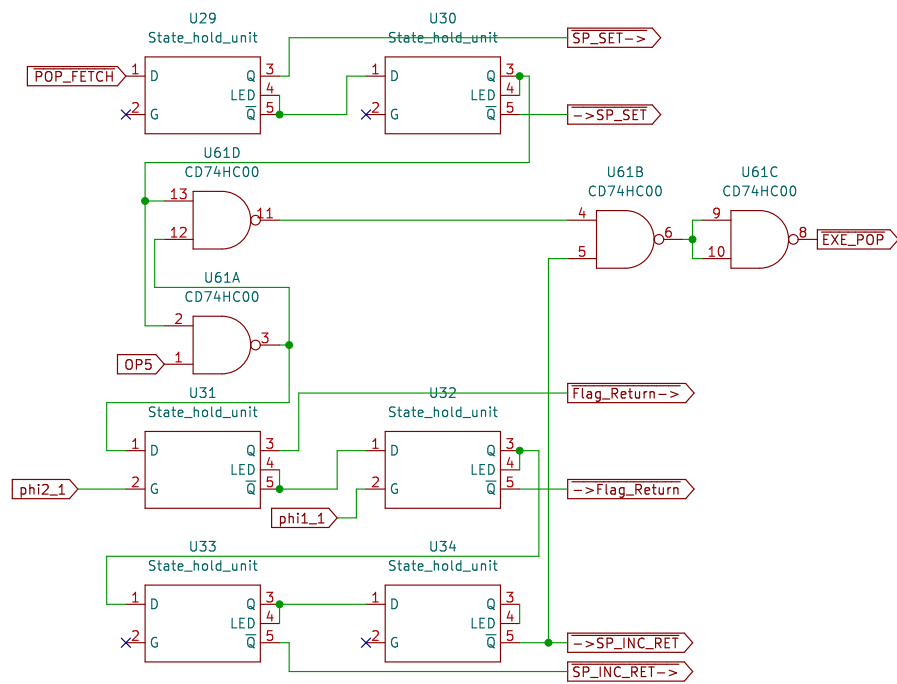 U29
State_hold_unit
U30
State_hold_unit
SP_SET->
POP_FETCH
1
D
Q
3
LED
4
2
G
Q
5
1
D
Q
3
LED
4
2
G
Q
5
->SP_SET
U61D
CD74HC00
13
12
11
U61B
CD74HC00
4
5
6
U61C
CD74HC00
9
10
8
EXE_POP
U61A
CD74HC00
2
1
3
OP5
U31
State_hold_unit
U32
State_hold_unit
Flag_Return->
1
D
Q
3
LED
4
2
G
Q
5
phi2_1
1
D
Q
3
LED
4
2
G
Q
5
phi1_1
->Flag_Return
U33
State_hold_unit
U34
State_hold_unit
1
D
Q
3
LED
4
2
G
Q
5
1
D
Q
3
LED
4
2
G
Q
5
->SP_INC_RET
SP_INC_RET->